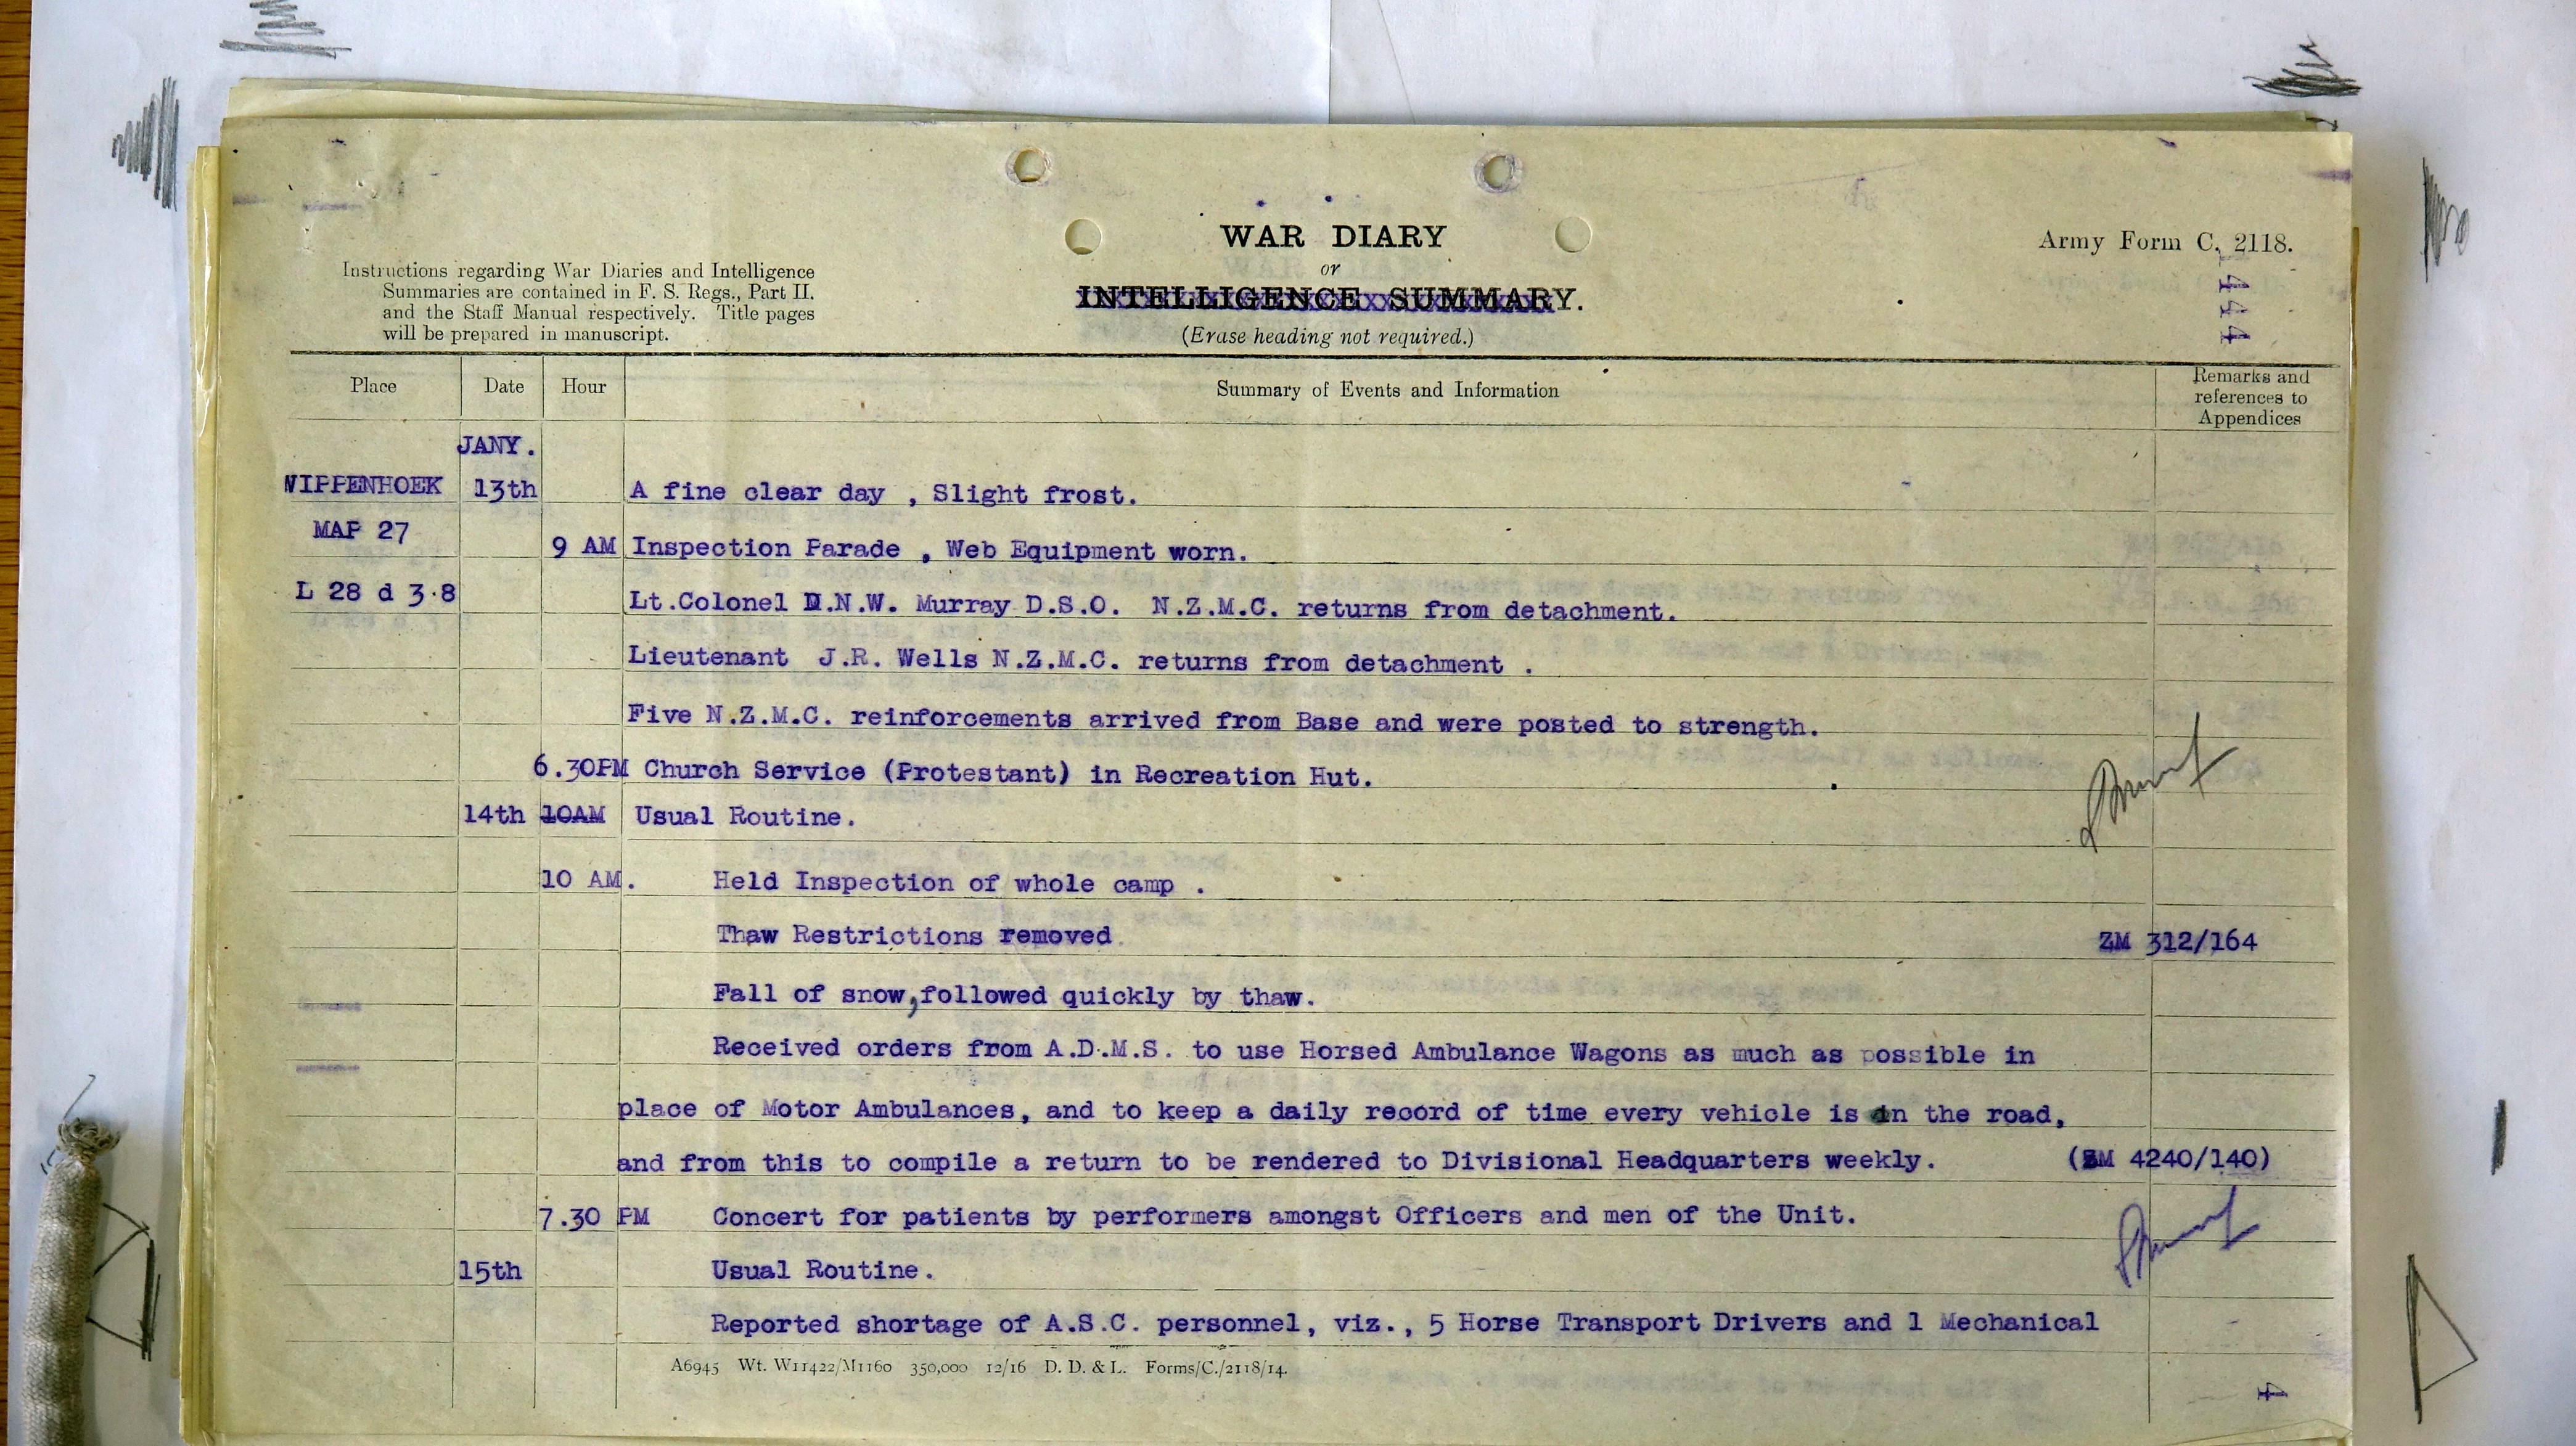 WAR DIARY
or
INTELLIGENCE SUMMARY.
(Erase heading not required.)
Army Form C. 2118.
1444
Instructions regarding War Diaries and Intelligence
Summaries are contained in F. S. Regs., Part II.
and the Staff Manual respectively. Title pages
will be prepared in manuscript.
Place Date Hour Summary of Events and Information Remarks and references to Appendices
JANY.
WIPPENHOEK 13th A fine clear day , Slight frost.
MAP 27 9 AM Inspection Parade , Web Equipment worn.
L 28 d 3·8 Lt.Colonel D.N.W. Murray D.S.O. N.Z.M.C. returns from detachment.
Lieutenant J.R. Wells N.Z.M.C. returns from detachment .
Five N.Z.M.C. reinforcements arrived from Base and were posted to strength.
6.30PM Church Service (Protestant) in Recreation Hut.
14th 10AM Usual Routine.
10 AM. Held Inspection of whole camp .
Thaw Restrictions removed ZM 312/164
Fall of snow,followed quickly by thaw.
Received orders from A.D.M.S. to use Horsed Ambulance Wagons as much as possible in
place of Motor Ambulances, and to keep a daily record of time every vehicle is on the road,
and from this to compile a return to be rendered to Divisional Headquarters weekly. (ZM 4240/140)
7.30 PM Concert for patients by performers amongst Officers and men of the Unit.
15th Usual Routine.
Reported shortage of A.S.C. personnel, viz., 5 Horse Transport Drivers and 1 Mechanical
A6945 Wt. W11422/M1160 350,000 12/16 D. D. & L. Forms/C./2118/14.
4